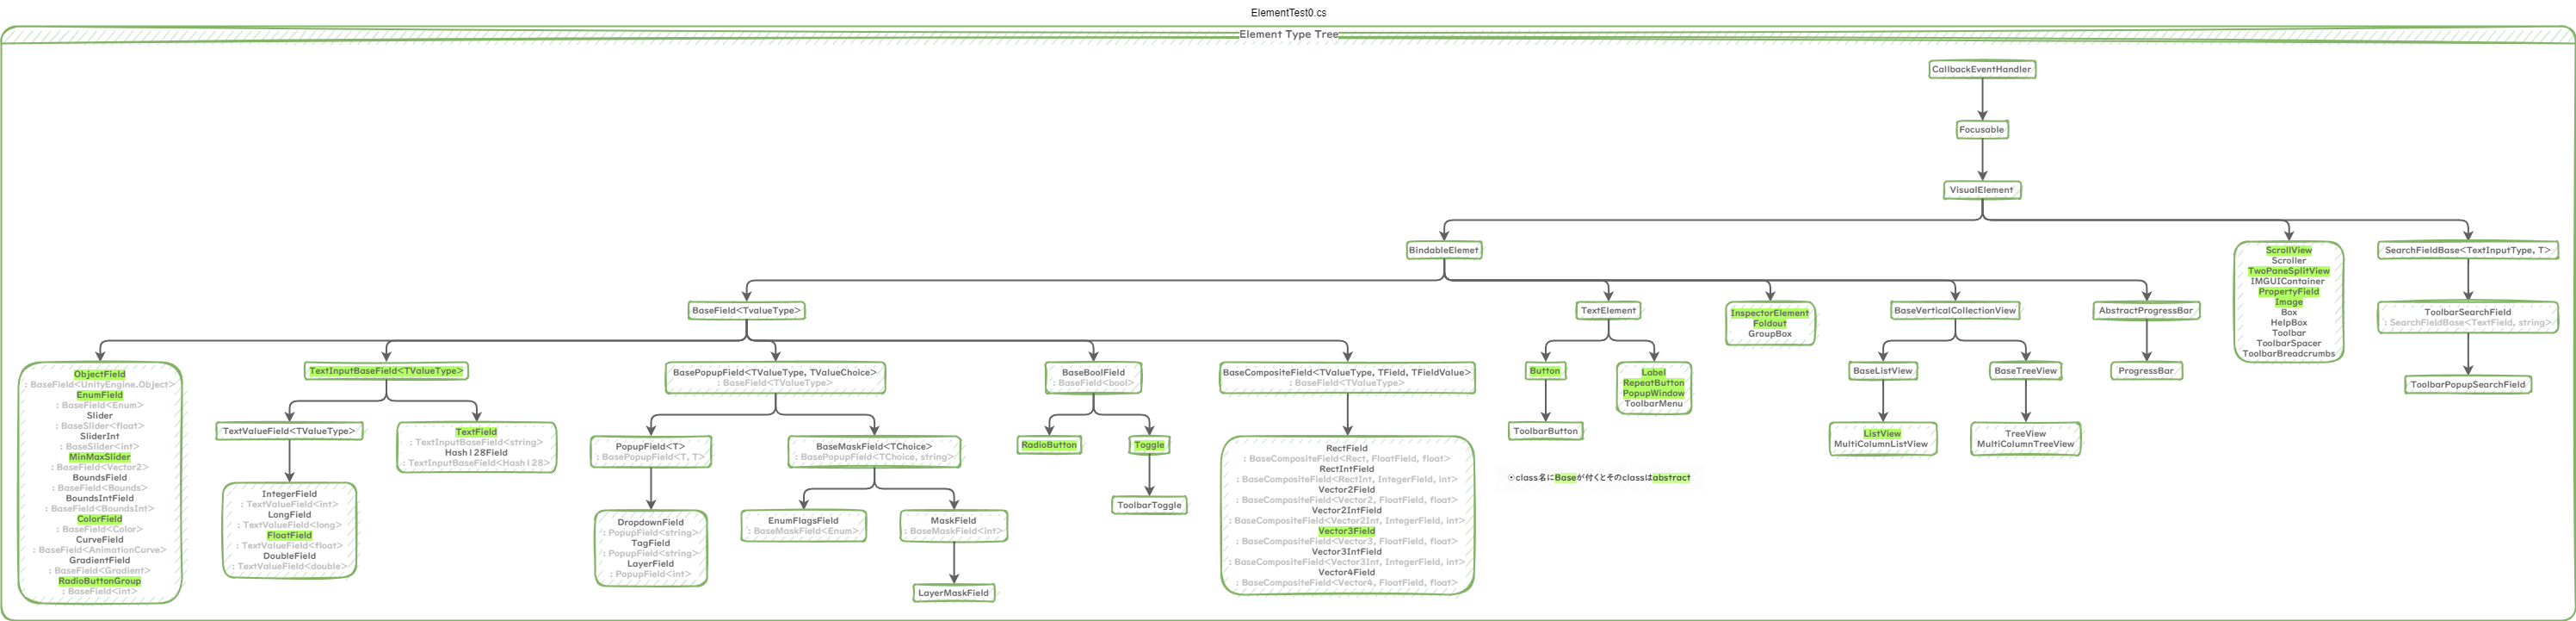 ElementTest0.cs
Element Type Tree
CallbackEventHandler
Focusable
VisualElement
BindableElemet
ScrollView
Scroller
TwoPaneSplitView
IMGUIContainer
PropertyField
Image
Box
HelpBox
Toolbar
ToolbarSpacer
ToolbarBreadcrumbs
SearchFieldBase<TextInputType, T>
BaseField<TvalueType>
TextElement
InspectorElement
Foldout
GroupBox
BaseVerticalCollectionView
AbstractProgressBar
ToolbarSearchField
: SearchFieldBase<TextField, string>
ObjectField
: BaseField<UnityEngine.Object>
EnumField
: BaseField<Enum>
Slider
: BaseSlider<float>
SliderInt
: BaseSlider<int>
MinMaxSlider
: BaseField<Vector2>
BoundsField
: BaseField<Bounds>
BoundsIntField
: BaseField<BoundsInt>
ColorField
: BaseField<Color>
CurveField
: BaseField<AnimationCurve>
GradientField
: BaseField<Gradient>
RadioButtonGroup
: BaseField<int>
TextInputBaseField<TValueType>
BasePopupField<TValueType, TValueChoice>
: BaseField<TValueType>
BaseBoolField
: BaseField<bool>
BaseCompositeField<TValueType, TField, TFieldValue>
: BaseField<TValueType>
Button
Label
RepeatButton
PopupWindow
ToolbarMenu
BaseListView
BaseTreeView
ProgressBar
ToolbarPopupSearchField
TextValueField<TValueType>
TextField
: TextInputBaseField<string>
Hash128Field
: TextInputBaseField<Hash128>
PopupField<T>
: BasePopupField<T, T>
BaseMaskField<TChoice>
: BasePopupField<TChoice, string>
RadioButton
Toggle
RectField
: BaseCompositeField<Rect, FloatField, float>
RectIntField
: BaseCompositeField<RectInt, IntegerField, int>
Vector2Field
: BaseCompositeField<Vector2, FloatField, float>
Vector2IntField
: BaseCompositeField<Vector2Int, IntegerField, int>
Vector3Field
: BaseCompositeField<Vector3, FloatField, float>
Vector3IntField
: BaseCompositeField<Vector3Int, IntegerField, int>
Vector4Field
: BaseCompositeField<Vector4, FloatField, float>
ToolbarButton
ListView
MultiColumnListView
TreeView
MultiColumnTreeView
※class名にBaseが付くとそのclassはabstract
IntegerField
: TextValueField<int>
LongField
: TextValueField<long>
FloatField
: TextValueField<float>
DoubleField
: TextValueField<double>
DropdownField
: PopupField<string>
TagField
: PopupField<string>
LayerField
: PopupField<int>
EnumFlagsField
: BaseMaskField<Enum>
MaskField
: BaseMaskField<int>
ToolbarToggle
LayerMaskField